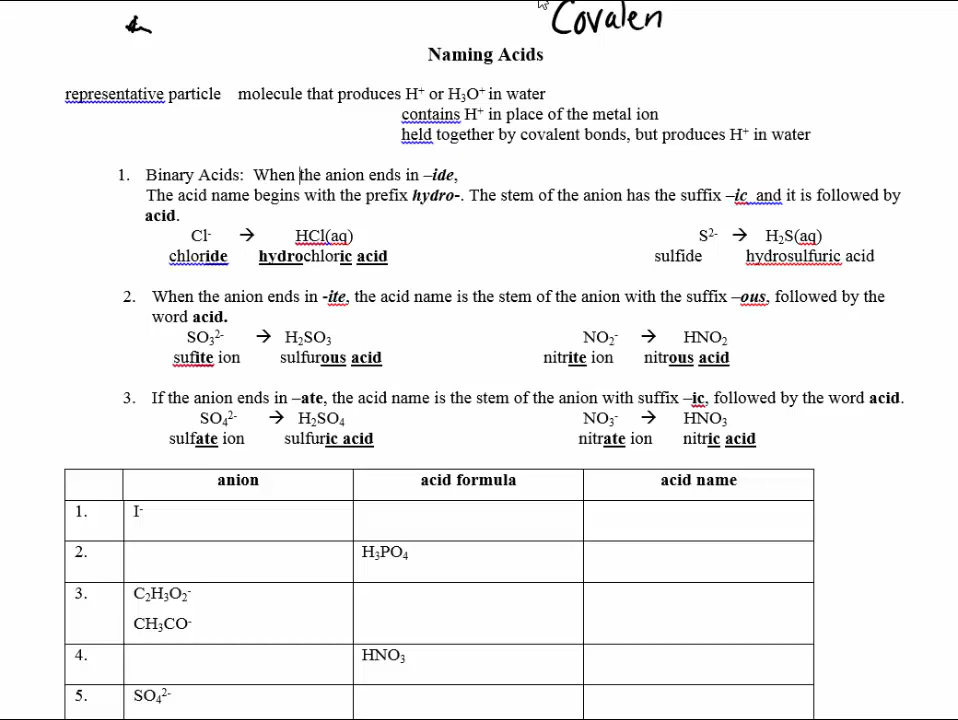 Covalen
Naming Acids
representative particle molecule that produces H⁺ or H₃O⁺ in water
contains H⁺ in place of the metal ion
held together by covalent bonds, but produces H⁺ in water
1. Binary Acids: When the anion ends in –ide,
The acid name begins with the prefix hydro-. The stem of the anion has the suffix –ic and it is followed by
acid.
Cl⁻ → HCl(aq) S²⁻ → H₂S(aq)
chloride hydrochloric acid sulfide hydrosulfuric acid
2. When the anion ends in -ite, the acid name is the stem of the anion with the suffix –ous, followed by the
word acid.
SO₃²⁻ → H₂SO₃ NO₂⁻ → HNO₂
sufite ion sulfurous acid nitrite ion nitrous acid
3. If the anion ends in –ate, the acid name is the stem of the anion with suffix –ic, followed by the word acid.
SO₄²⁻ → H₂SO₄ NO₃⁻ → HNO₃
sulfate ion sulfuric acid nitrate ion nitric acid
anion acid formula acid name
1. I⁻
2. H₃PO₄
3. C₂H₃O₂⁻
CH₃CO⁻
4. HNO₃
5. SO₄²⁻